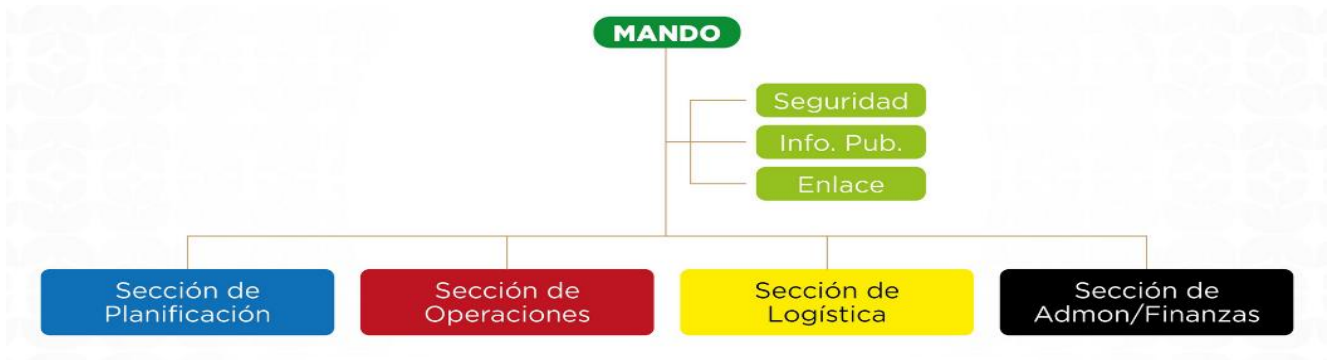 MANDO
Seguridad
Info. Pub.
Enlace
Sección de
Planificación
Sección de
Operaciones
Sección de
Logística
Sección de
Admon/Finanzas